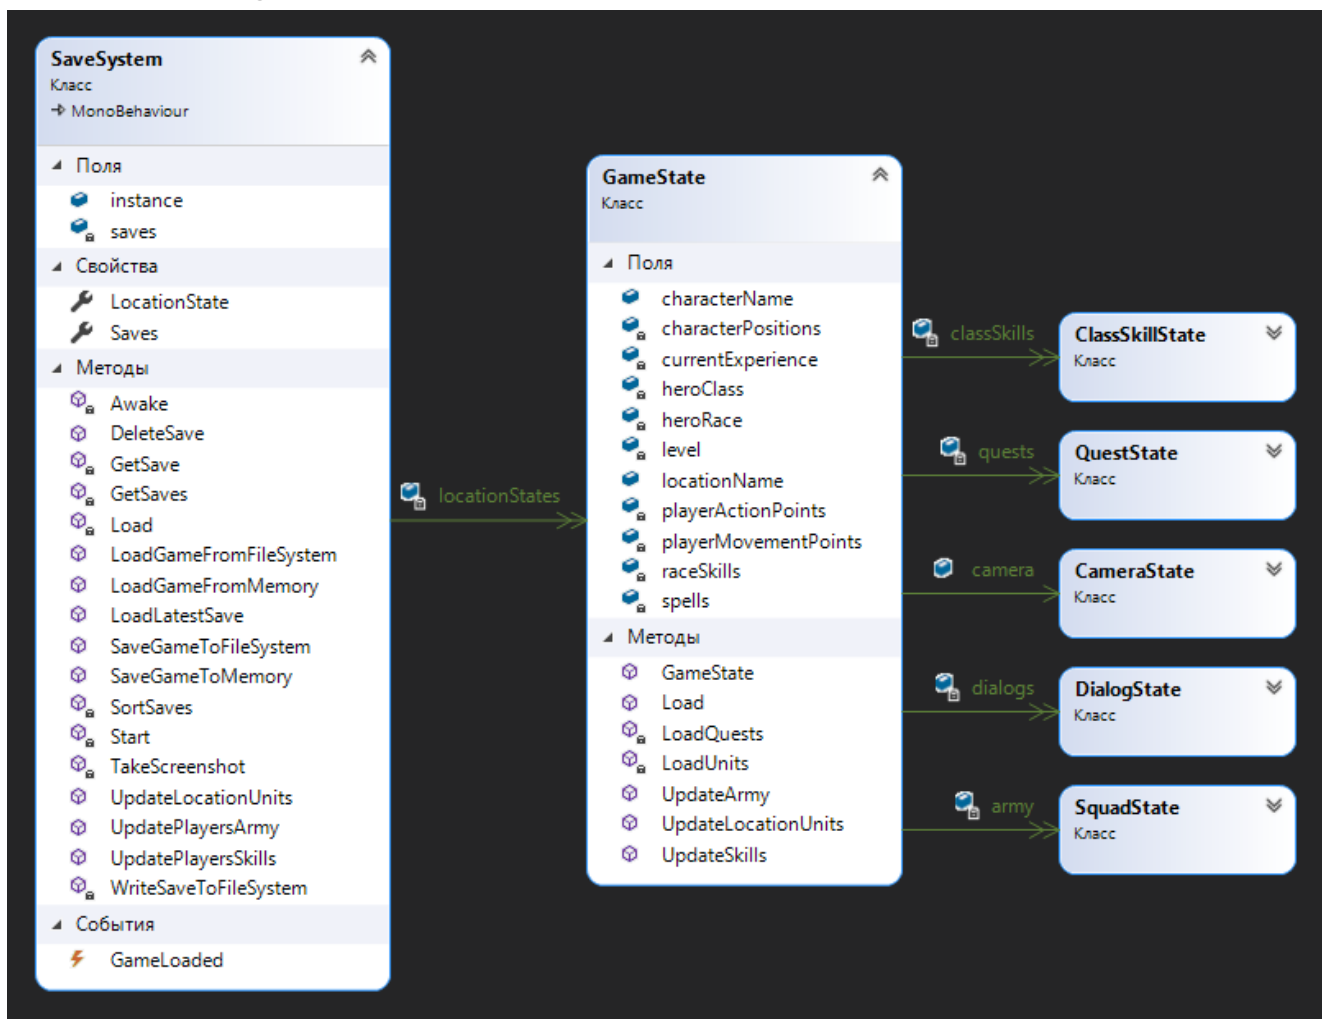 SaveSystem
Класс
MonoBehaviour
Поля
instance
saves
Свойства
LocationState
Saves
Методы
Awake
DeleteSave
GetSave
GetSaves
Load
LoadGameFromFileSystem
LoadGameFromMemory
LoadLatestSave
SaveGameToFileSystem
SaveGameToMemory
SortSaves
Start
TakeScreenshot
UpdateLocationUnits
UpdatePlayersArmy
UpdatePlayersSkills
WriteSaveToFileSystem
События
GameLoaded
locationStates
GameState
Класс
Поля
characterName
characterPositions
currentExperience
heroClass
heroRace
level
locationName
playerActionPoints
playerMovementPoints
raceSkills
spells
Методы
GameState
Load
LoadQuests
LoadUnits
UpdateArmy
UpdateLocationUnits
UpdateSkills
classSkills
ClassSkillState
Класс
quests
QuestState
Класс
camera
CameraState
Класс
dialogs
DialogState
Класс
army
SquadState
Класс